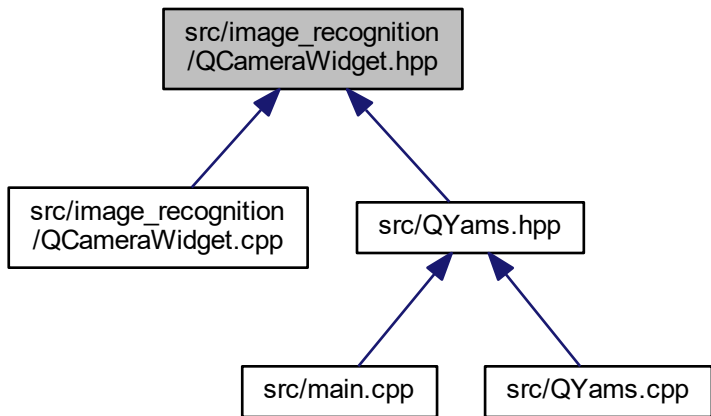 src/image_recognition
/QCameraWidget.hpp
src/image_recognition
/QCameraWidget.cpp
src/QYams.hpp
src/main.cpp
src/QYams.cpp